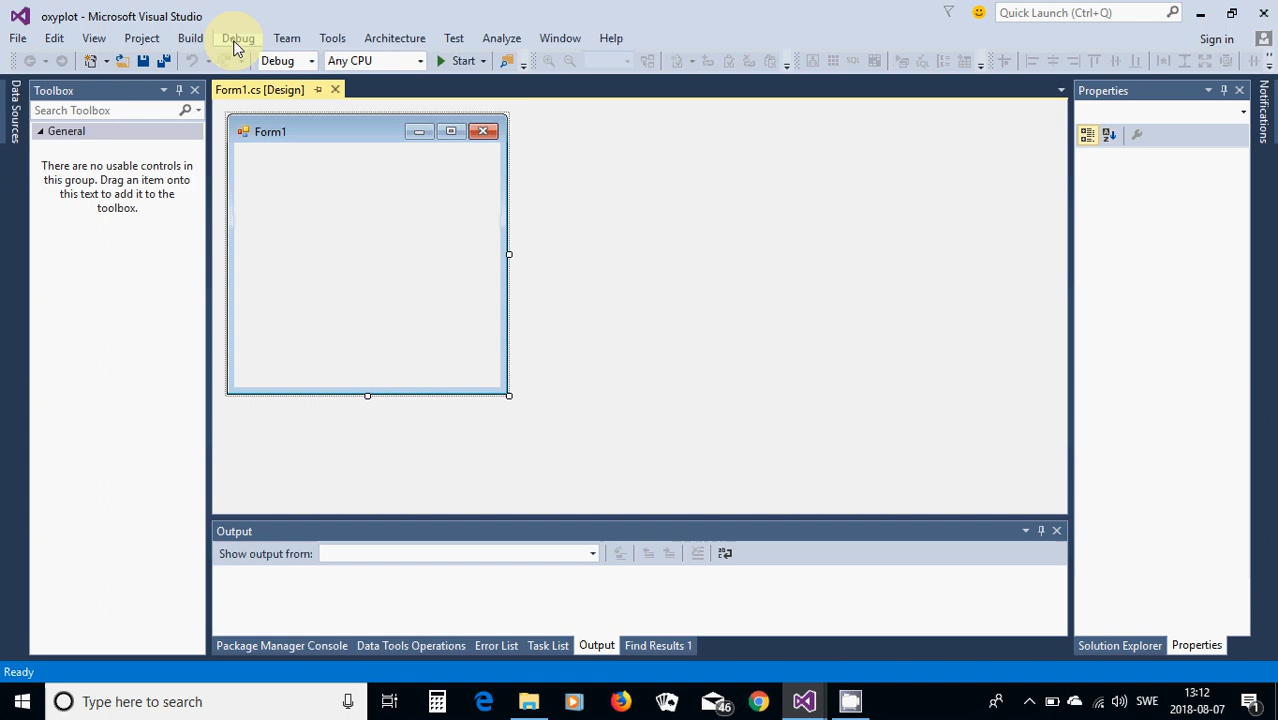 oxyplot - Microsoft Visual Studio
Quick Launch (Ctrl+Q)
File Edit View Project Build Debug Team Tools Architecture Test Analyze Window Help
Sign in
Debug Any CPU Start
Data Sources
Toolbox
Search Toolbox
General
There are no usable controls in
this group. Drag an item onto
this text to add it to the
toolbox.
Form1.cs [Design]
Form1
Properties
Notifications
Output
Show output from:
Package Manager Console Data Tools Operations Error List Task List Output Find Results 1
Solution Explorer Properties
Ready
Type here to search
46
SWE
13:12
2018-08-07
1